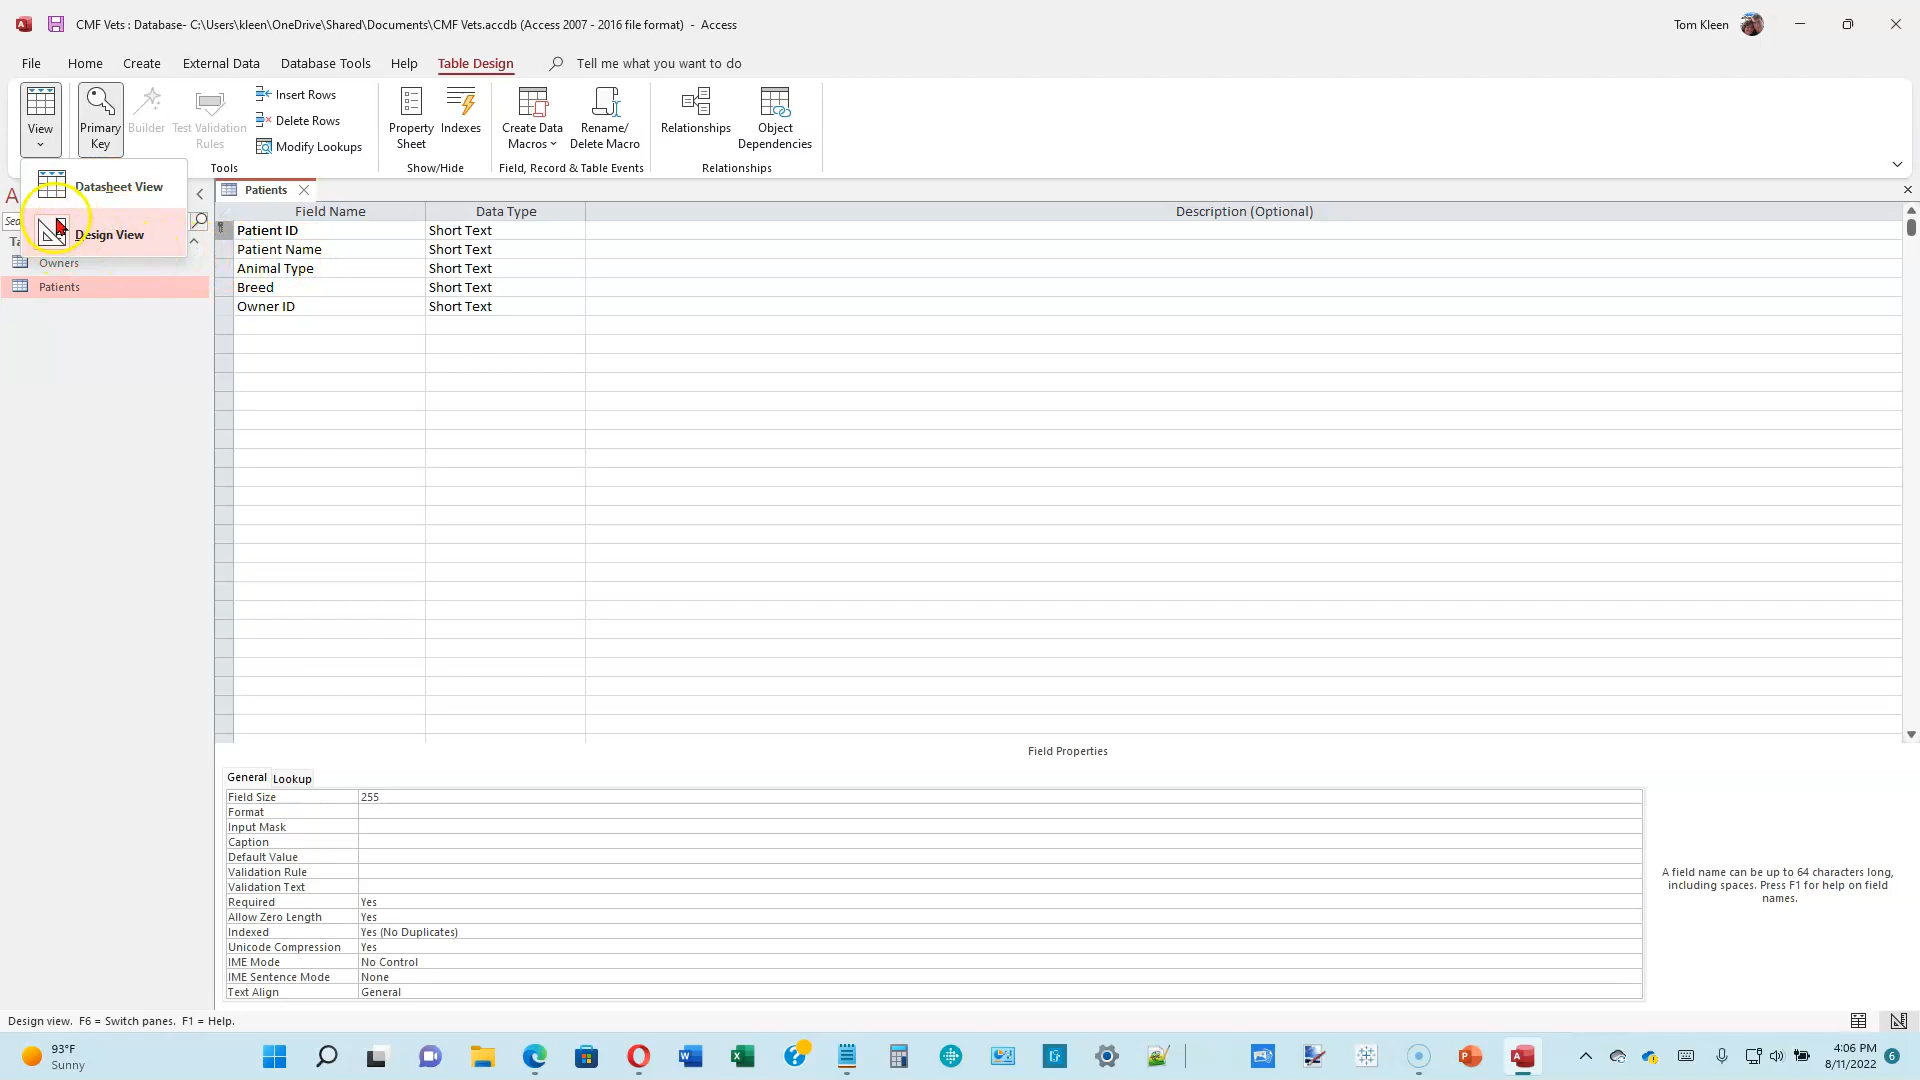 CMF Vets : Database- C:\Users\kleen\OneDrive\Shared\Documents\CMF Vets.accdb (Access 2007 - 2016 file format) - Access
Tom Kleen
File Home Create External Data Database Tools Help Table Design Tell me what you want to do
View
Primary Key
Builder
Test Validation Rules
Insert Rows
Delete Rows
Modify Lookups
Property Sheet
Indexes
Create Data Macros
Rename/ Delete Macro
Relationships
Object Dependencies
Tools
Show/Hide
Field, Record & Table Events
Relationships
Datasheet View
Design View
Owners
Patients
Patients
Field Name Data Type Description (Optional)
Patient ID Short Text
Patient Name Short Text
Animal Type Short Text
Breed Short Text
Owner ID Short Text
Field Properties
General Lookup
Field Size 255
Format
Input Mask
Caption
Default Value
Validation Rule
Validation Text
Required Yes
Allow Zero Length Yes
Indexed Yes (No Duplicates)
Unicode Compression Yes
IME Mode No Control
IME Sentence Mode None
Text Align General
A field name can be up to 64 characters long,
including spaces. Press F1 for help on field
names.
Design view. F6 = Switch panes. F1 = Help.
93°F
Sunny
4:06 PM
8/11/2022
6